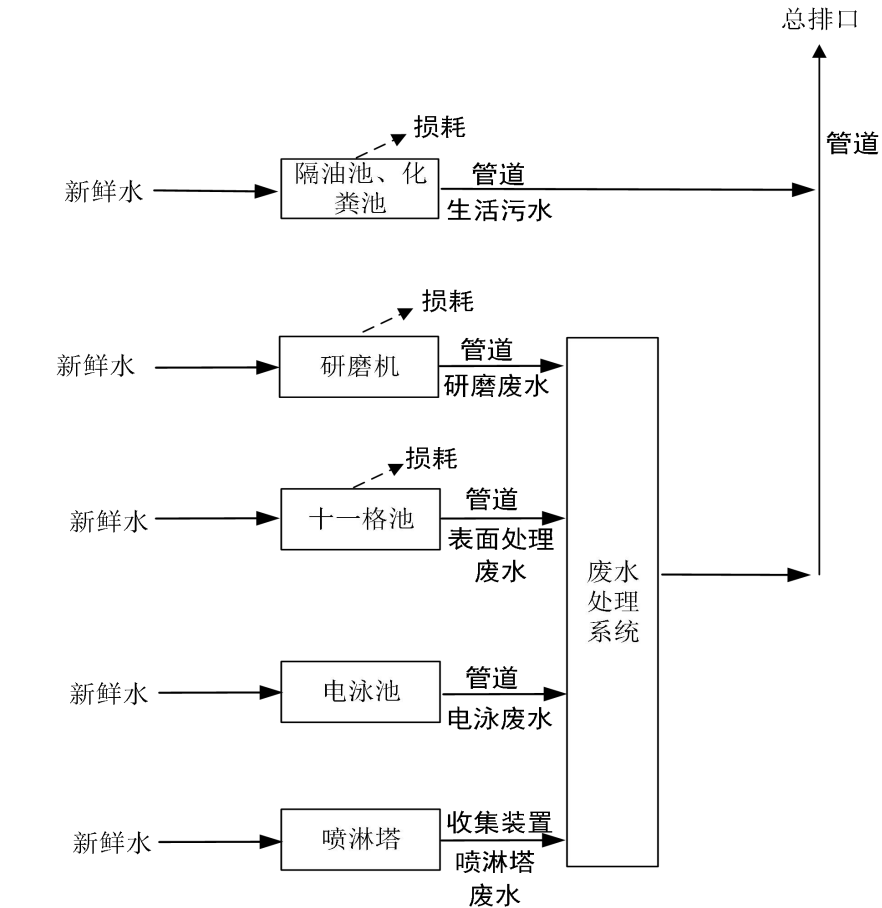 总排口
管道
损耗
新鲜水
隔油池、化
粪池
管道
生活污水
损耗
新鲜水
研磨机
管道
研磨废水
损耗
新鲜水
十一格池
管道
表面处理
废水
废水
处理
系统
新鲜水
电泳池
管道
电泳废水
新鲜水
喷淋塔
收集装置
喷淋塔
废水